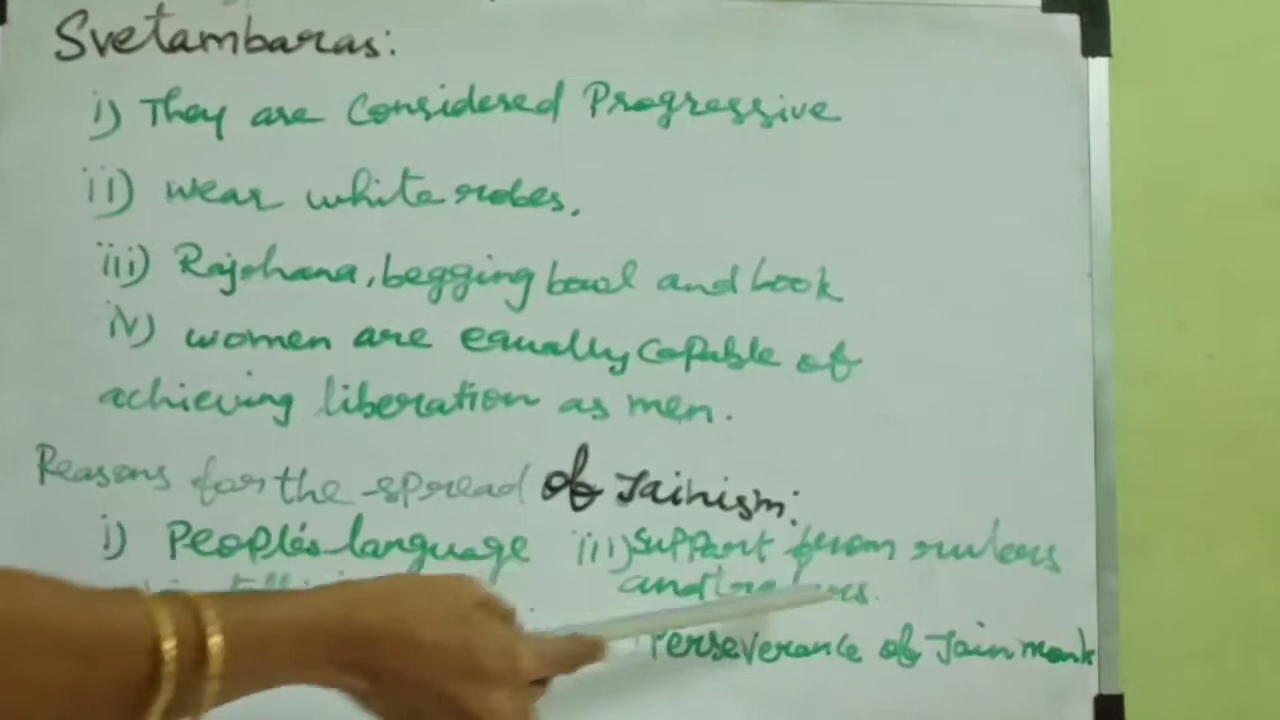 Svetambaras:
i) They are Considered Progressive
ii) wear white robes.
iii) Rajohana, begging bowl and book
iv) women are equally capable of
achieving liberation as men.
Reasons for the spread of Jainism:
i) People's language
iii) Support from rulers
and
Perseverance of Jain monk